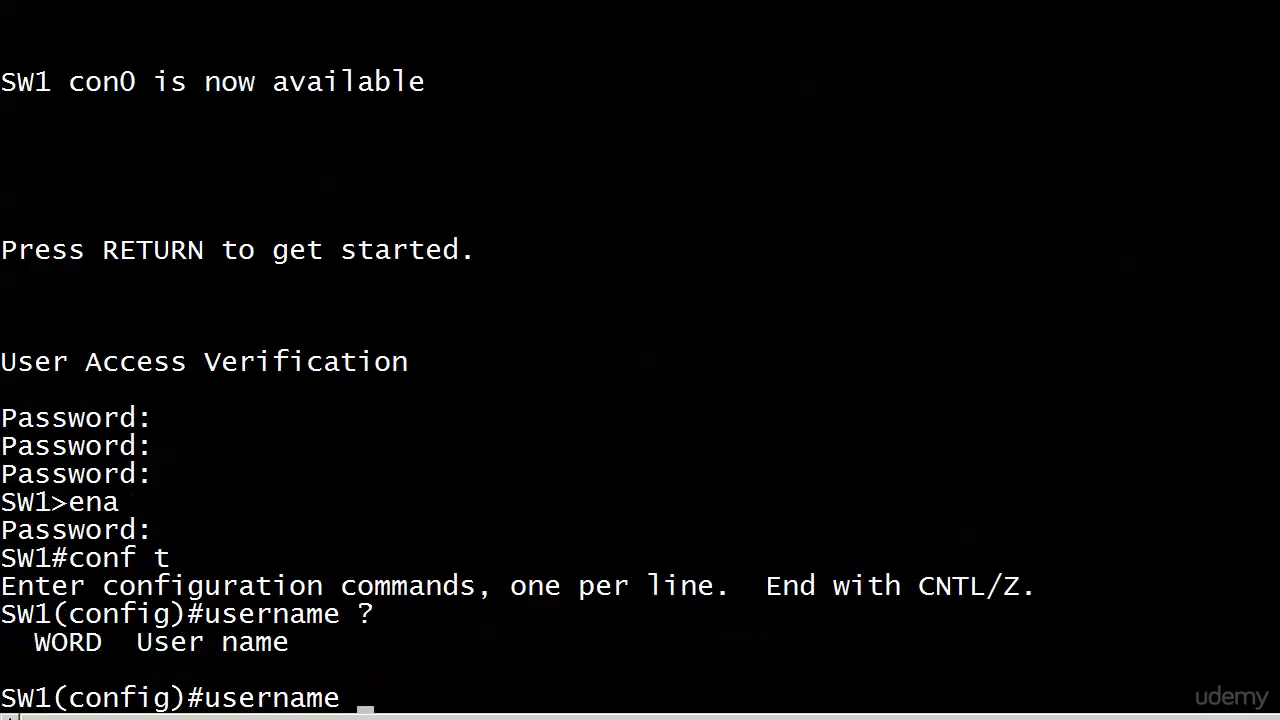 SW1 con0 is now available
Press RETURN to get started.
User Access Verification
Password:
Password:
Password:
SW1>ena
Password:
SW1#conf t
Enter configuration commands, one per line.  End with CNTL/Z.
SW1(config)#username ?
  WORD  User name
SW1(config)#username _
udemy